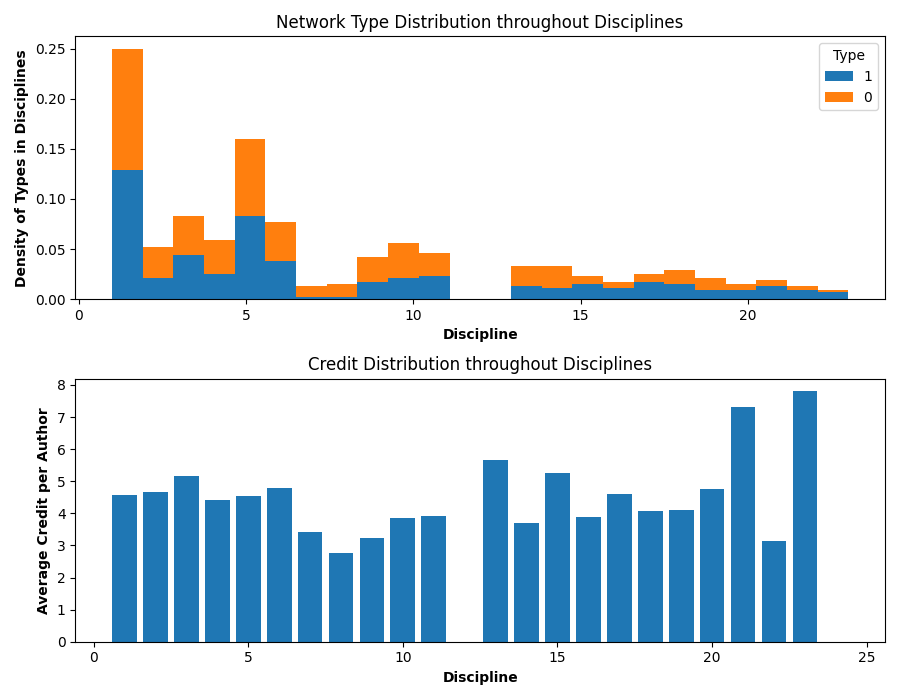 Network Type Distribution throughout Disciplines
Density of Types in Disciplines
0.25
0.20
0.15
0.10
0.05
0.00
Type
1
0
0 5 10 15 20
Discipline
Credit Distribution throughout Disciplines
Average Credit per Author
8
7
6
5
4
3
2
1
0
0 5 10 15 20 25
Discipline